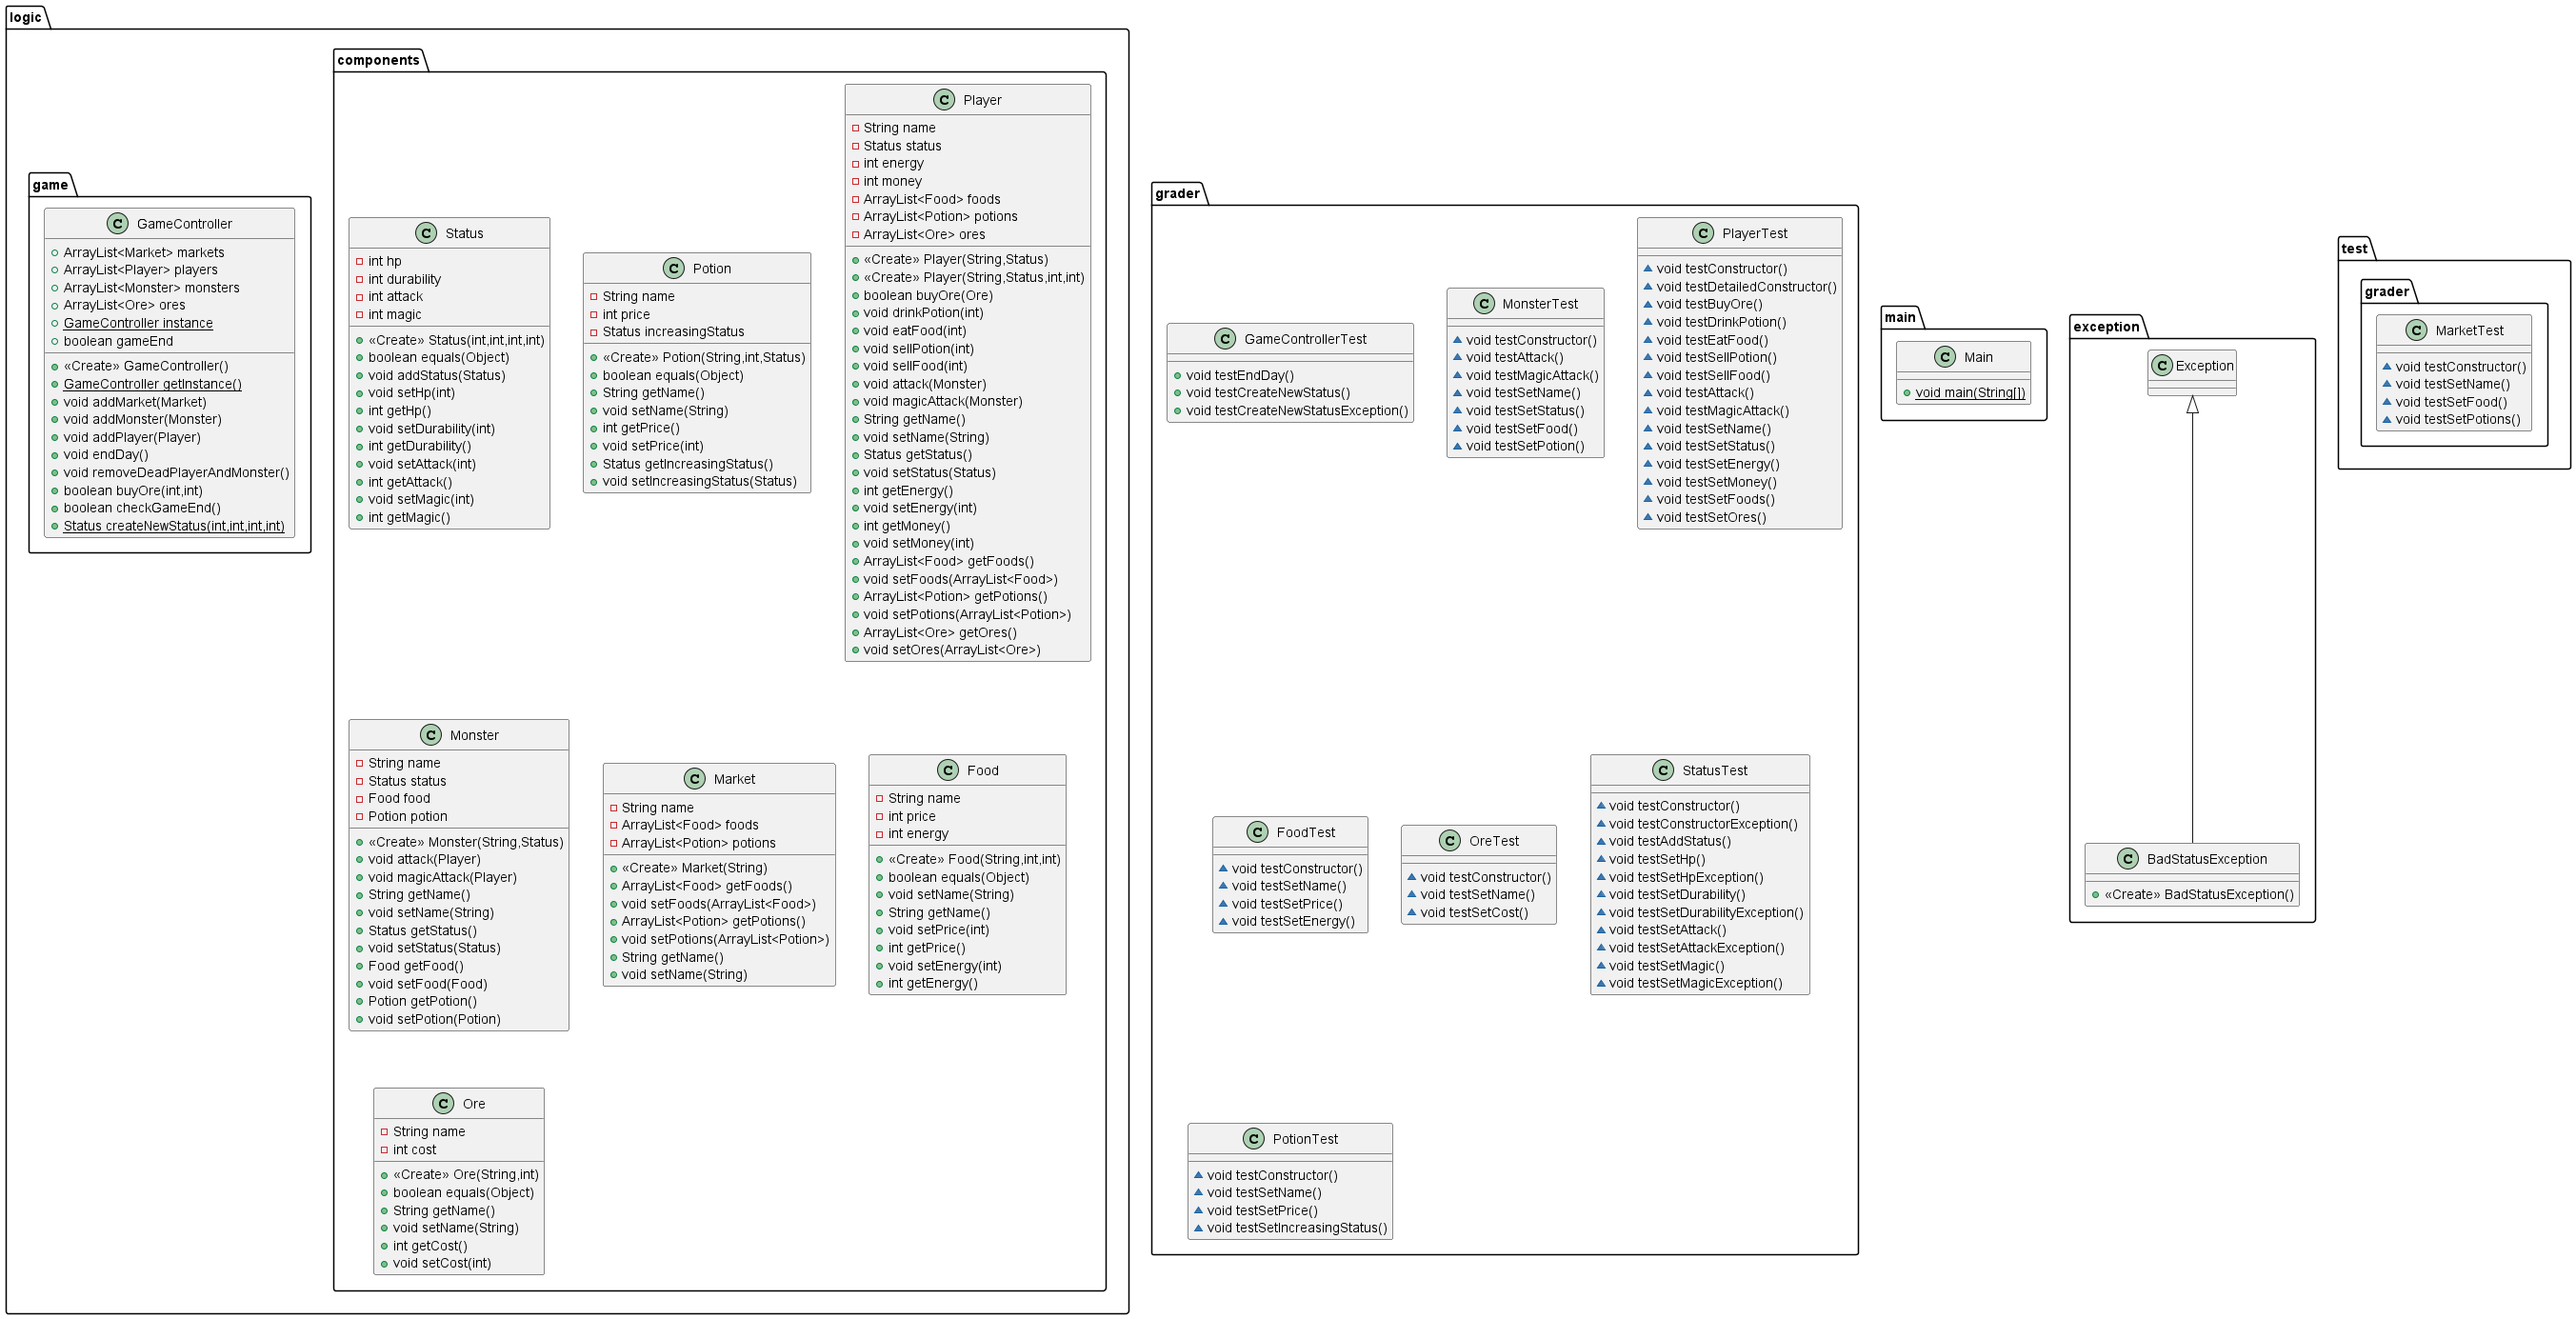 logic
game
C GameController
ArrayList<Market> markets
ArrayList<Player> players
ArrayList<Monster> monsters
ArrayList<Ore> ores
GameController instance
boolean gameEnd
«Create» GameController()
GameController getInstance()
void addMarket(Market)
void addMonster(Monster)
void addPlayer(Player)
void endDay()
void removeDeadPlayerAndMonster()
boolean buyOre(int,int)
boolean checkGameEnd()
Status createNewStatus(int,int,int,int)
components
C Status
int hp
int durability
int attack
int magic
«Create» Status(int,int,int,int)
boolean equals(Object)
void addStatus(Status)
void setHp(int)
int getHp()
void setDurability(int)
int getDurability()
void setAttack(int)
int getAttack()
void setMagic(int)
int getMagic()
C Potion
String name
int price
Status increasingStatus
«Create» Potion(String,int,Status)
boolean equals(Object)
String getName()
void setName(String)
int getPrice()
void setPrice(int)
Status getIncreasingStatus()
void setIncreasingStatus(Status)
C Player
String name
Status status
int energy
int money
ArrayList<Food> foods
ArrayList<Potion> potions
ArrayList<Ore> ores
«Create» Player(String,Status)
«Create» Player(String,Status,int,int)
boolean buyOre(Ore)
void drinkPotion(int)
void eatFood(int)
void sellPotion(int)
void sellFood(int)
void attack(Monster)
void magicAttack(Monster)
String getName()
void setName(String)
Status getStatus()
void setStatus(Status)
int getEnergy()
void setEnergy(int)
int getMoney()
void setMoney(int)
ArrayList<Food> getFoods()
void setFoods(ArrayList<Food>)
ArrayList<Potion> getPotions()
void setPotions(ArrayList<Potion>)
ArrayList<Ore> getOres()
void setOres(ArrayList<Ore>)
C Monster
String name
Status status
Food food
Potion potion
«Create» Monster(String,Status)
void attack(Player)
void magicAttack(Player)
String getName()
void setName(String)
Status getStatus()
void setStatus(Status)
Food getFood()
void setFood(Food)
Potion getPotion()
void setPotion(Potion)
C Market
String name
ArrayList<Food> foods
ArrayList<Potion> potions
«Create» Market(String)
ArrayList<Food> getFoods()
void setFoods(ArrayList<Food>)
ArrayList<Potion> getPotions()
void setPotions(ArrayList<Potion>)
String getName()
void setName(String)
C Food
String name
int price
int energy
«Create» Food(String,int,int)
boolean equals(Object)
void setName(String)
String getName()
void setPrice(int)
int getPrice()
void setEnergy(int)
int getEnergy()
C Ore
String name
int cost
«Create» Ore(String,int)
boolean equals(Object)
String getName()
void setName(String)
int getCost()
void setCost(int)
grader
C GameControllerTest
void testEndDay()
void testCreateNewStatus()
void testCreateNewStatusException()
C MonsterTest
void testConstructor()
void testAttack()
void testMagicAttack()
void testSetName()
void testSetStatus()
void testSetFood()
void testSetPotion()
C PlayerTest
void testConstructor()
void testDetailedConstructor()
void testBuyOre()
void testDrinkPotion()
void testEatFood()
void testSellPotion()
void testSellFood()
void testAttack()
void testMagicAttack()
void testSetName()
void testSetStatus()
void testSetEnergy()
void testSetMoney()
void testSetFoods()
void testSetOres()
C FoodTest
void testConstructor()
void testSetName()
void testSetPrice()
void testSetEnergy()
C OreTest
void testConstructor()
void testSetName()
void testSetCost()
C StatusTest
void testConstructor()
void testConstructorException()
void testAddStatus()
void testSetHp()
void testSetHpException()
void testSetDurability()
void testSetDurabilityException()
void testSetAttack()
void testSetAttackException()
void testSetMagic()
void testSetMagicException()
C PotionTest
void testConstructor()
void testSetName()
void testSetPrice()
void testSetIncreasingStatus()
main
C Main
void main(String[])
exception
C Exception
C BadStatusException
«Create» BadStatusException()
test
grader
C MarketTest
void testConstructor()
void testSetName()
void testSetFood()
void testSetPotions()